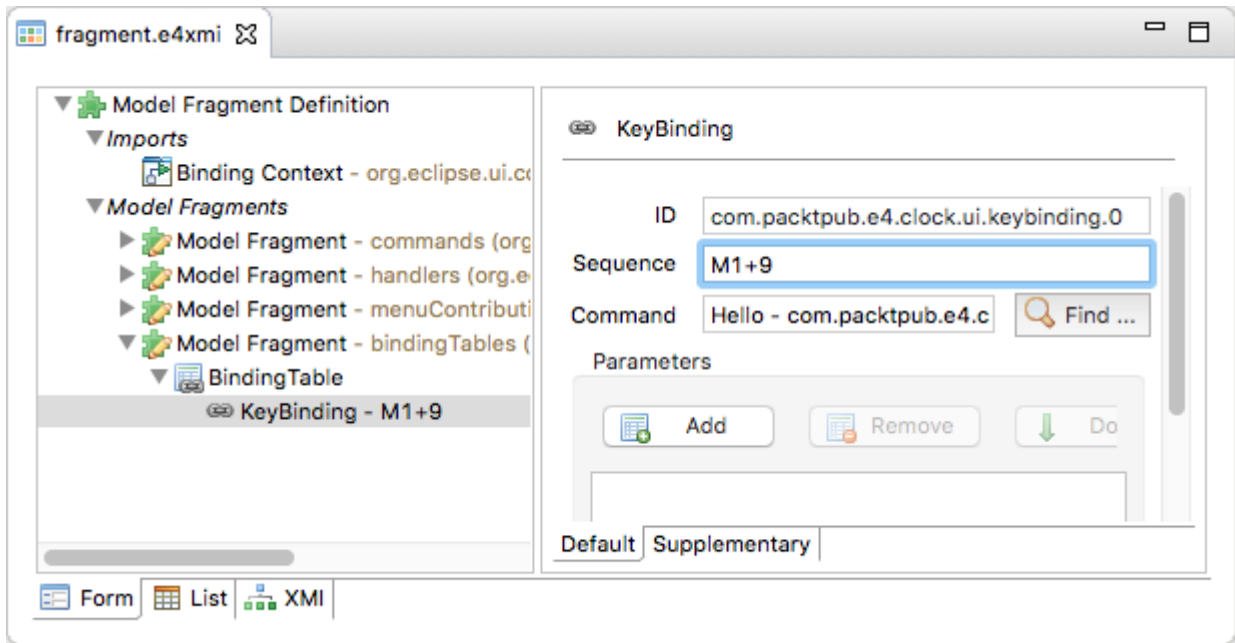 fragment.e4xmi
Model Fragment Definition
Imports
Binding Context - org.eclipse.ui.co
Model Fragments
Model Fragment - commands (org
Model Fragment - handlers (org.e
Model Fragment - menuContributi
Model Fragment - bindingTables (
BindingTable
KeyBinding - M1+9
KeyBinding
ID com.packtpub.e4.clock.ui.keybinding.0
Sequence M1+9
Command Hello - com.packtpub.e4.c Find ...
Parameters
Add Remove Do
Default Supplementary
Form List XMI